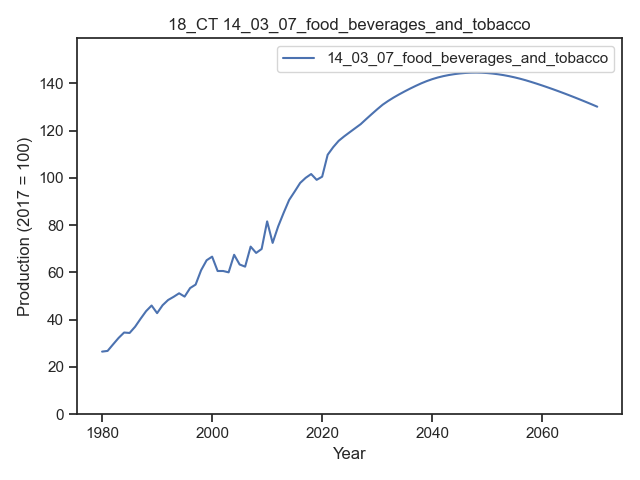 18_CT 14_03_07_food_beverages_and_tobacco
14_03_07_food_beverages_and_tobacco
Production (2017 = 100)
140
120
100
80
60
40
20
0
1980 2000 2020 2040 2060
Year